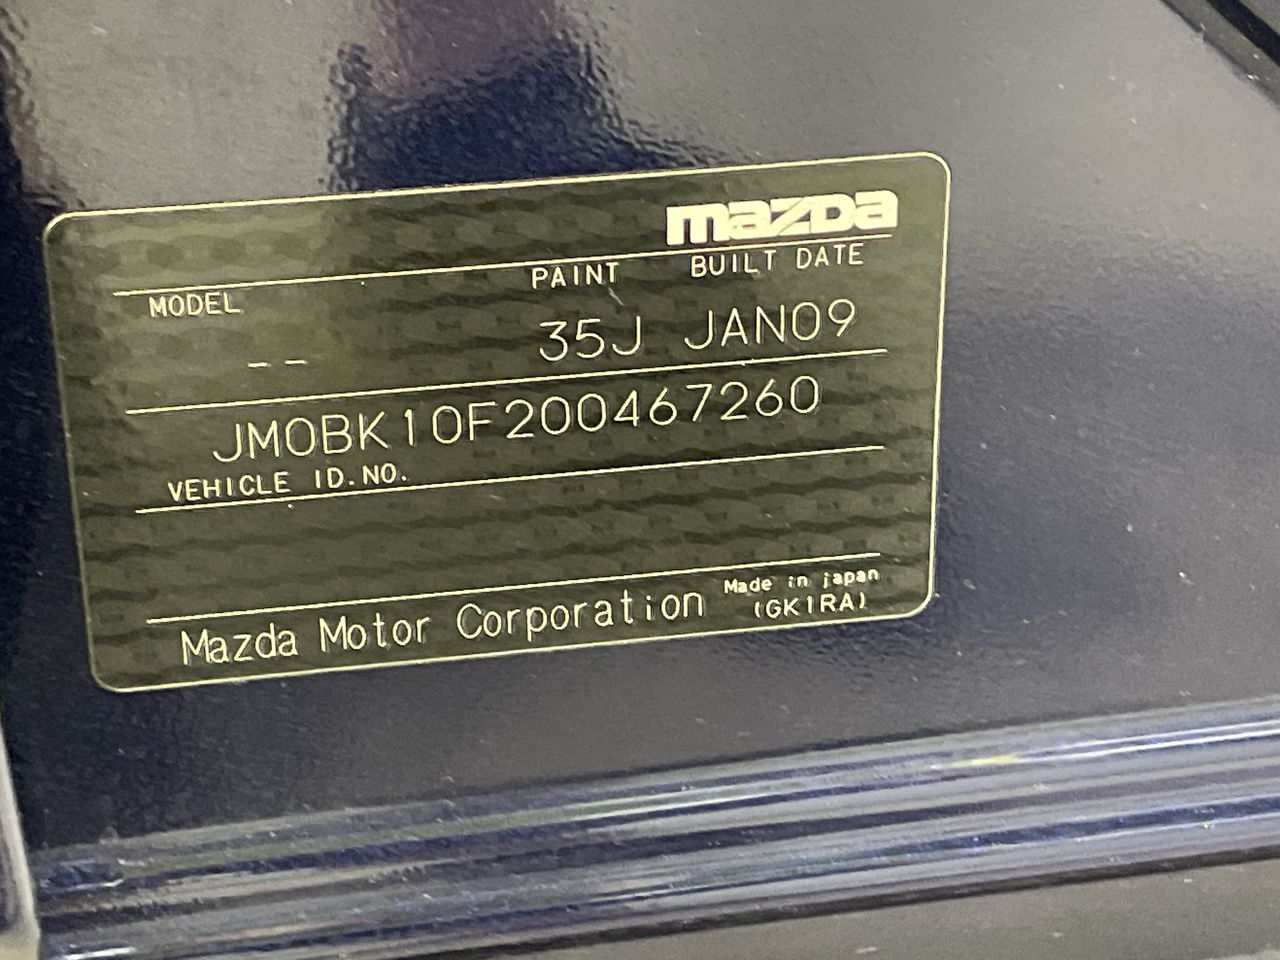 mazda
MODEL PAINT BUILT DATE
-- 35J JAN09
JM0BK10F200467260
VEHICLE ID.NO.
Mazda Motor Corporation
Made in japan
(GK1RA)